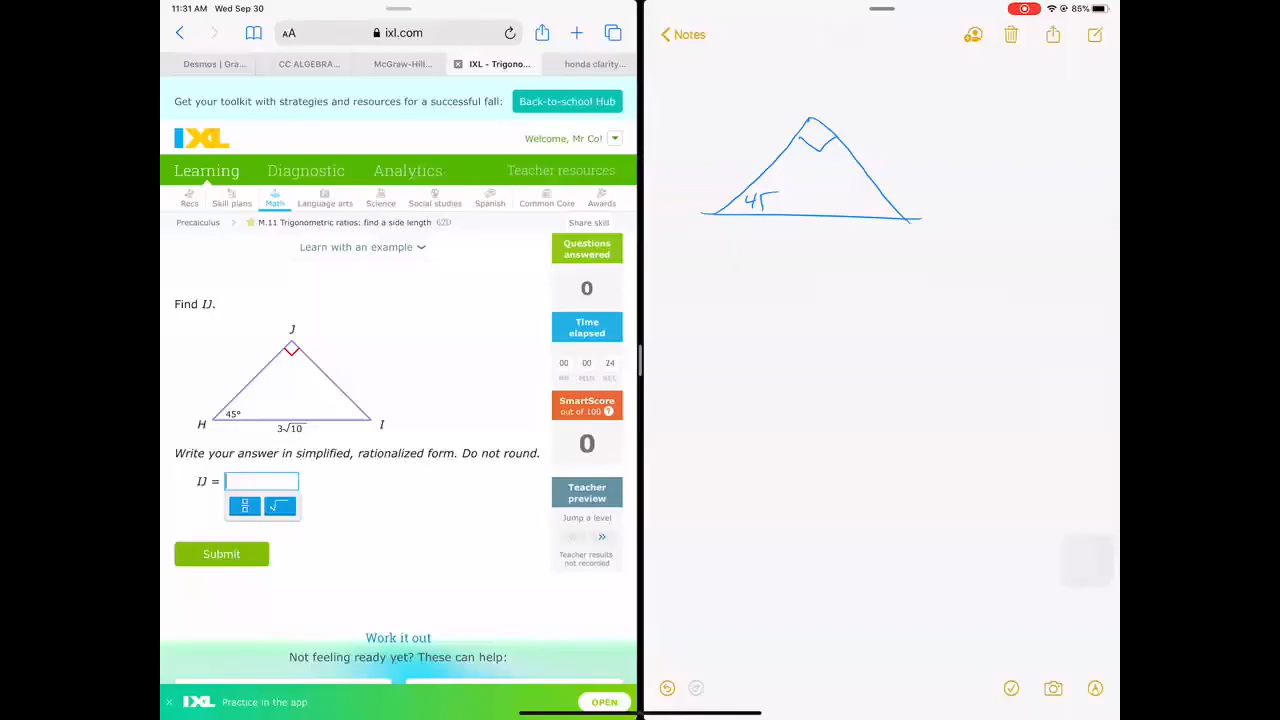 11:31 AM Wed Sep 30
85%
AA ixl.com
Notes
Desmos | Gra...
CC ALGEBRA...
McGraw-Hill...
IXL - Trigono...
honda clarity...
Get your toolkit with strategies and resources for a successful fall: Back-to-school Hub
IXL
Welcome, Mr Co!
Learning Diagnostic Analytics Teacher resources
Recs Skill plans Math Language arts Science Social studies Spanish Common Core Awards
Precalculus > M.11 Trigonometric ratios: find a side length 62D Share skill
Learn with an example
Questions answered
0
Time elapsed
00 00 24
HR MIN SEC
SmartScore
out of 100 ?
0
Teacher preview
Jump a level
Teacher results not recorded
Find IJ.
J
45°
H
I
3√10
Write your answer in simplified, rationalized form. Do not round.
IJ =
Submit
Work it out
Not feeling ready yet? These can help:
IXL Practice in the app OPEN
45